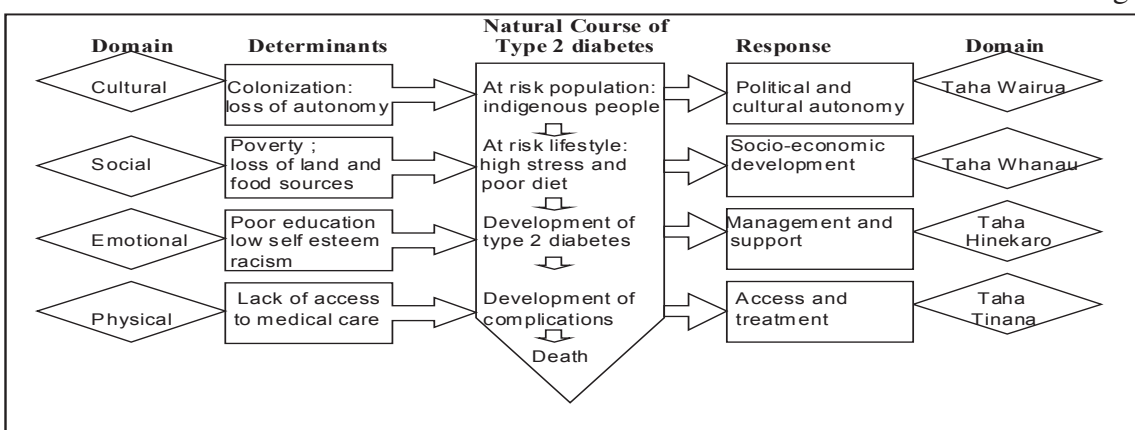 g
Natural Course of
Domain Determinants Type 2 diabetes Response Domain
Cultural
Colonization:
loss of autonomy
At risk population:
indigenous people
Political and
cultural autonomy
Taha Wairua
Social
Poverty ;
loss of land and
food sources
At risk lifestyle:
high stress and
poor diet
Socio-economic
development
Taha Whanau
Emotional
Poor education
low self esteem
racism
Development of
type 2 diabetes
Management and
support
Taha
Hinekaro
Physical
Lack of access
to medical care
Development of
complications
Access and
treatment
Taha
Tinana
Death